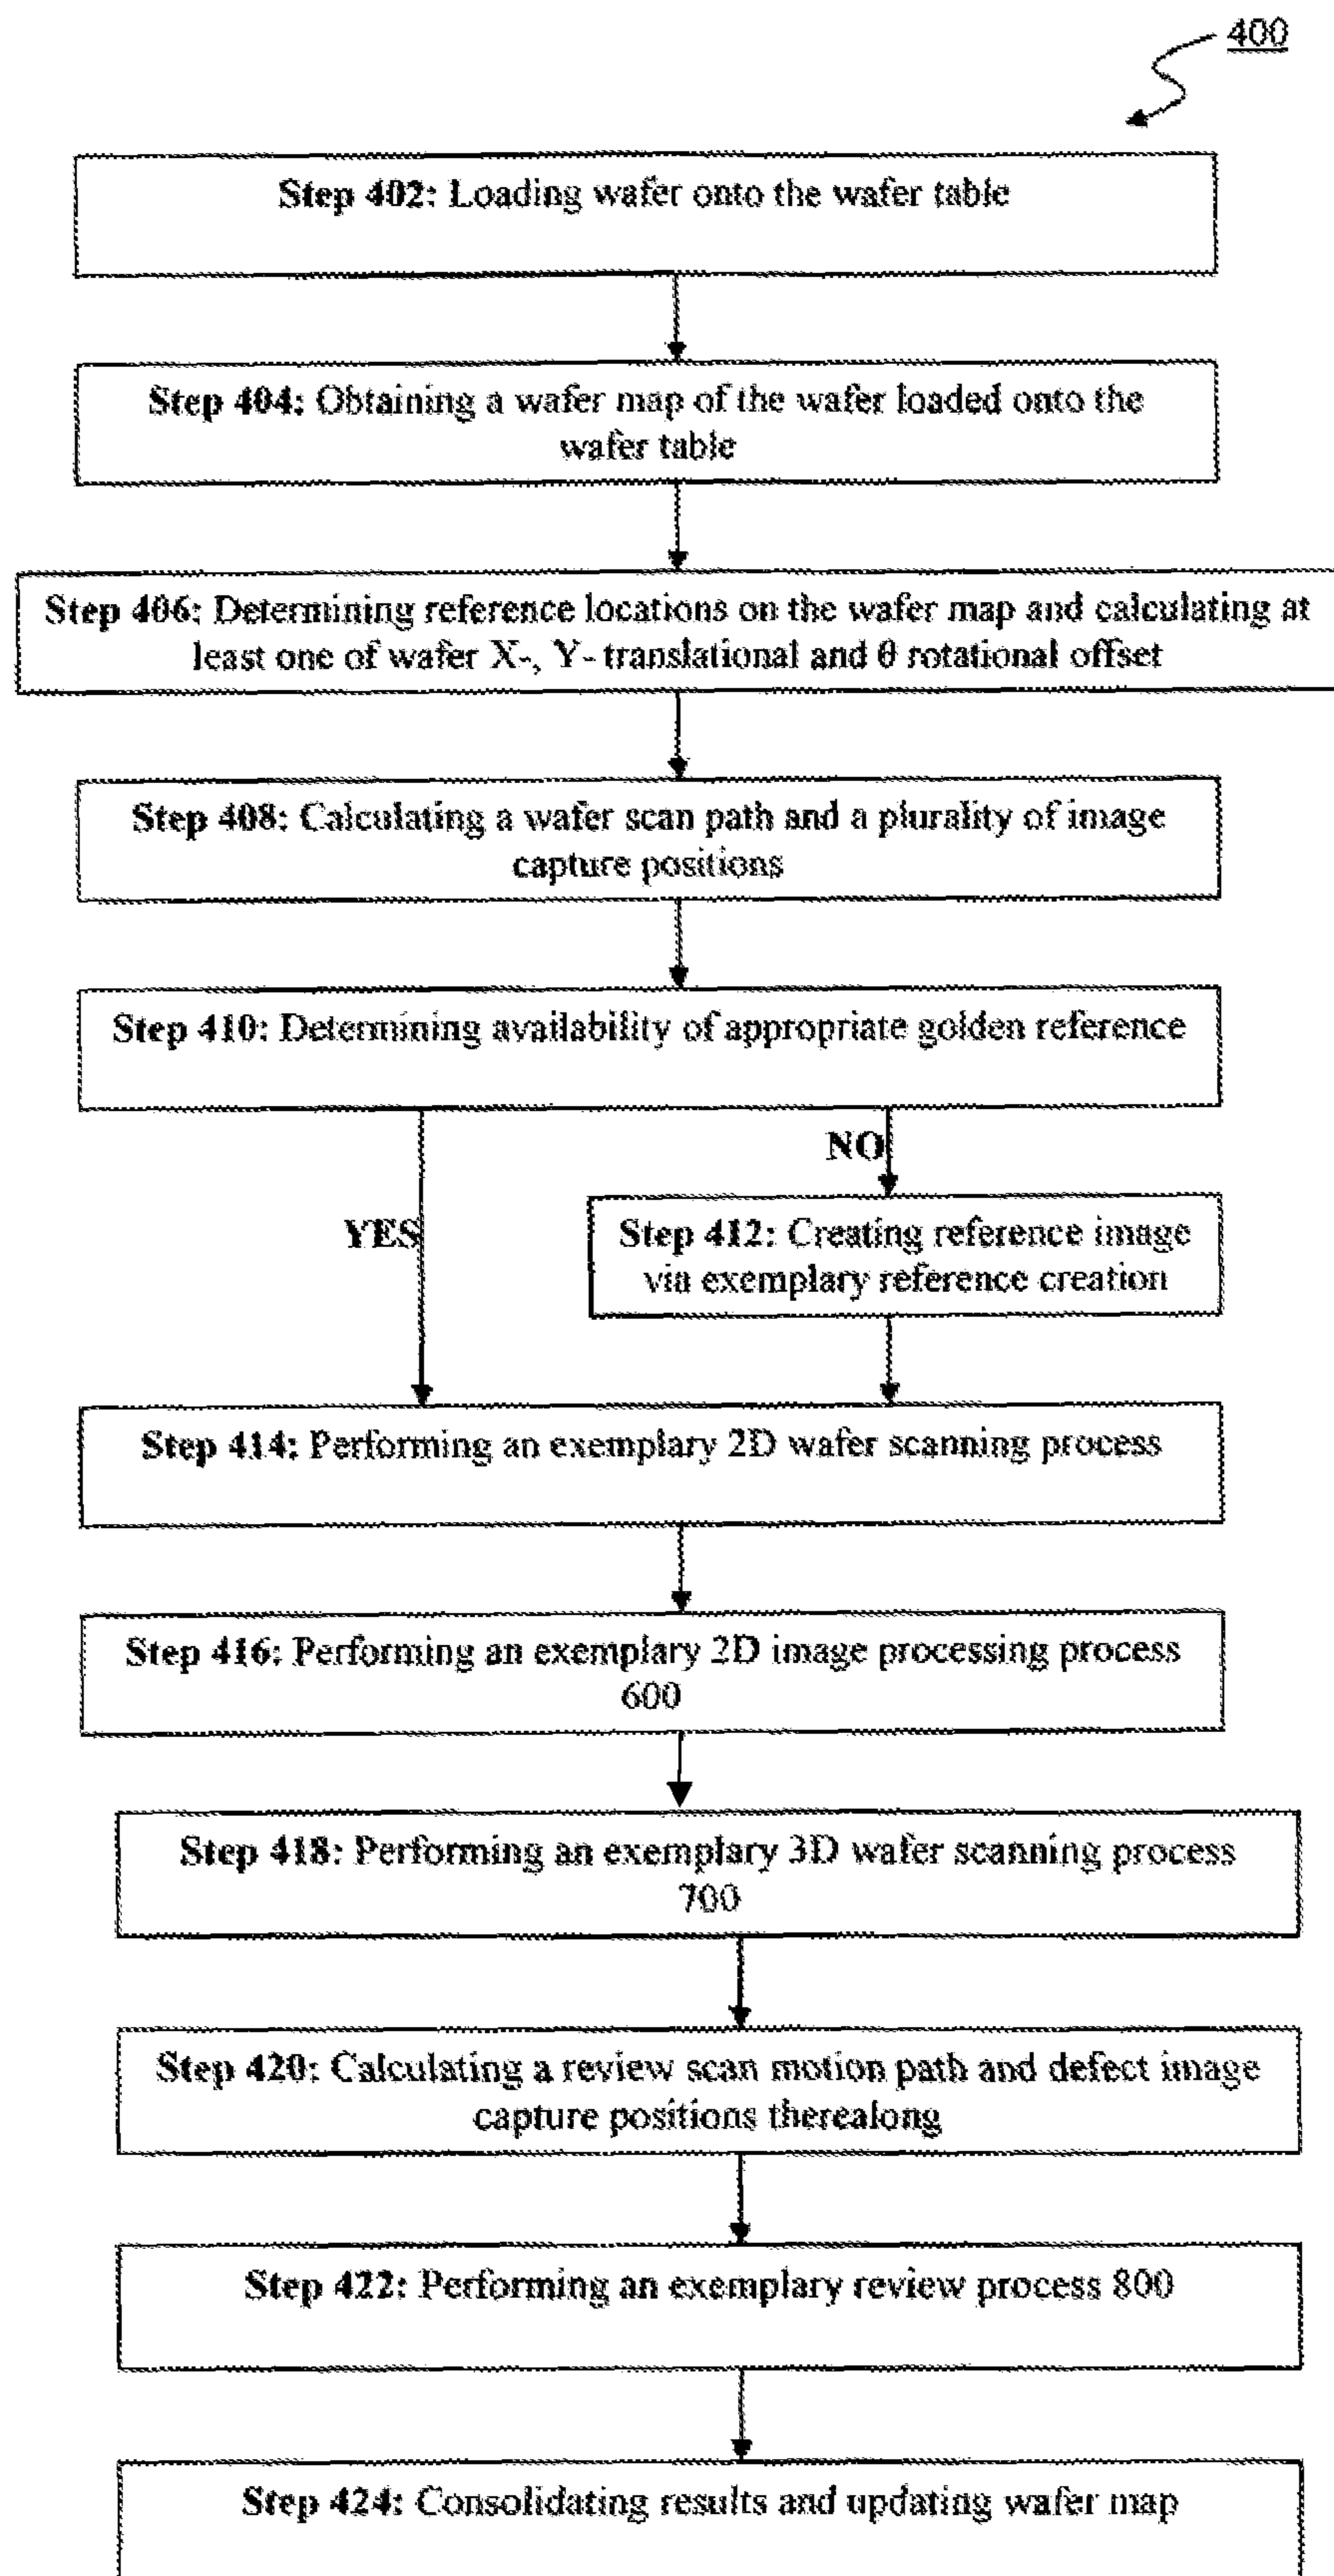 400
Step 402: Loading wafer onto the wafer table
Step 404: Obtaining a wafer map of the wafer loaded onto the
wafer table
Step 406: Determining reference locations on the wafer map and calculating at
least one of wafer X-, Y- translational and θ rotational offset
Step 408: Calculating a wafer scan path and a plurality of image
capture positions
Step 410: Determining availability of appropriate golden reference
NO
YES
Step 412: Creating reference image
via exemplary reference creation
Step 414: Performing an exemplary 2D wafer scanning process
Step 416: Performing an exemplary 2D image processing process
600
Step 418: Performing an exemplary 3D wafer scanning process
700
Step 420: Calculating a review scan motion path and defect image
capture positions therealong
Step 422: Performing an exemplary review process 800
Step 424: Consolidating results and updating wafer map